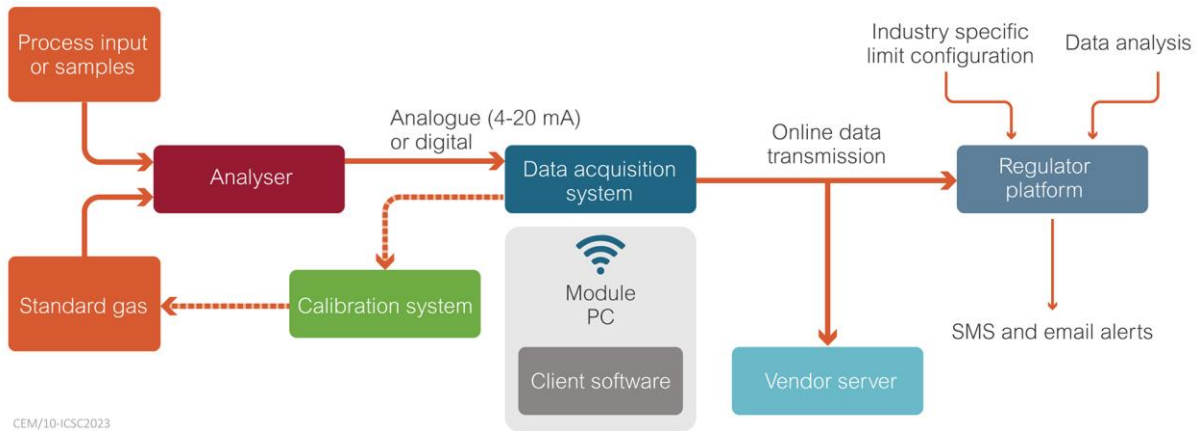 Process input
or samples
Industry specific
limit configuration
Data analysis
Analogue (4-20 mA)
or digital
Online data
transmission
Analyser
Data acquisition
system
Regulator
platform
Standard gas
Calibration system
Module
PC
Client software
Vendor server
SMS and email alerts
CEM/10-ICSC2023